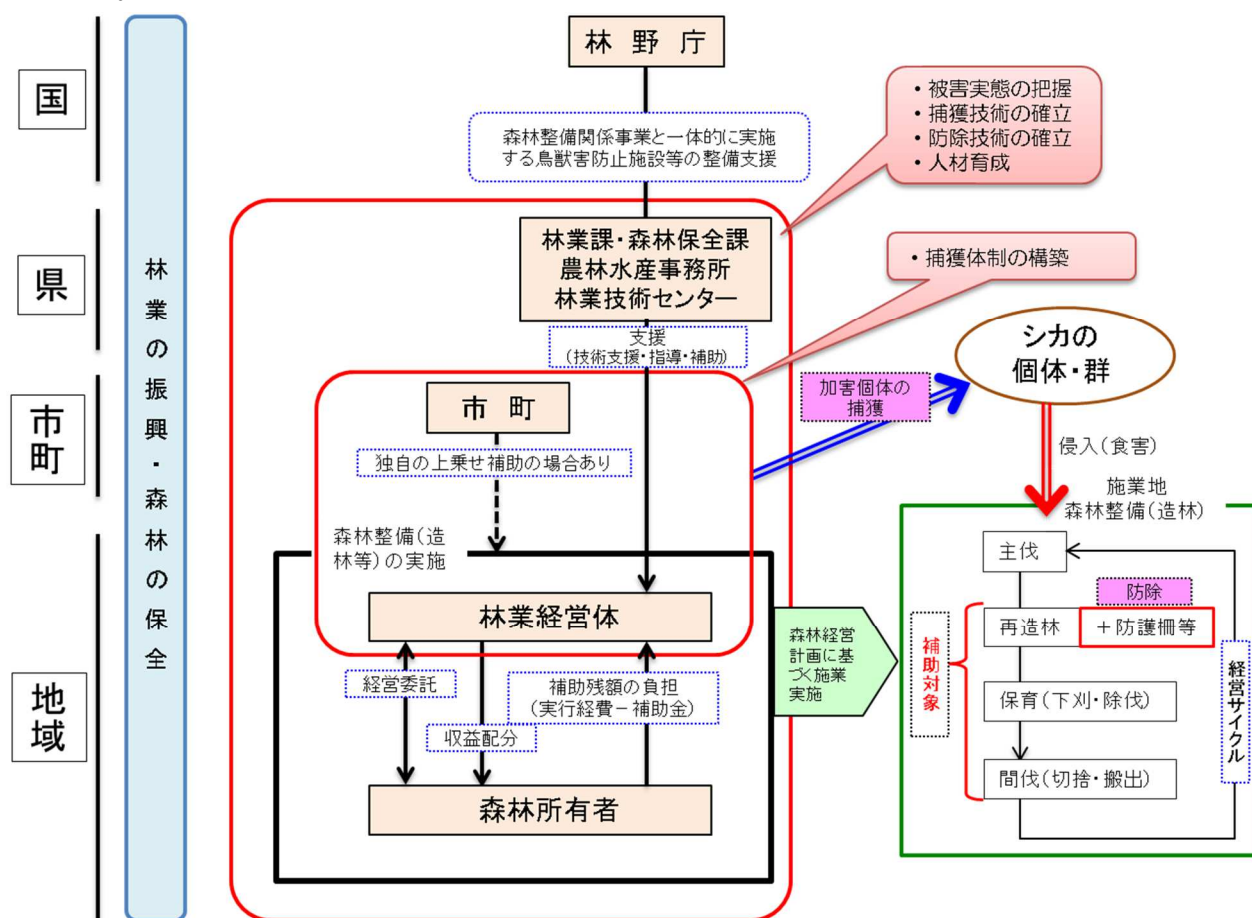 国
県
市町
地域
林業の振興・森林の保全
林 野 庁
森林整備関係事業と一体的に実施
する鳥獣害防止施設等の整備支援
・被害実態の把握
・捕獲技術の確立
・防除技術の確立
・人材育成
林業課・森林保全課
農林水産事務所
林業技術センター
・捕獲体制の構築
支援
(技術支援・指導・補助)
市 町
独自の上乗せ補助の場合あり
加害個体の
捕獲
シカの
個体・群
侵入(食害)
施業地
森林整備(造林)
森林整備(造
林等)の実施
林業経営体
経営委託
収益配分
補助残額の負担
(実行経費－補助金)
森林所有者
森林経営
計画に基
づく施業
実施
主伐
防除
再造林
＋防護柵等
補助対象
保育(下刈・除伐)
間伐(切捨・搬出)
経営サイクル